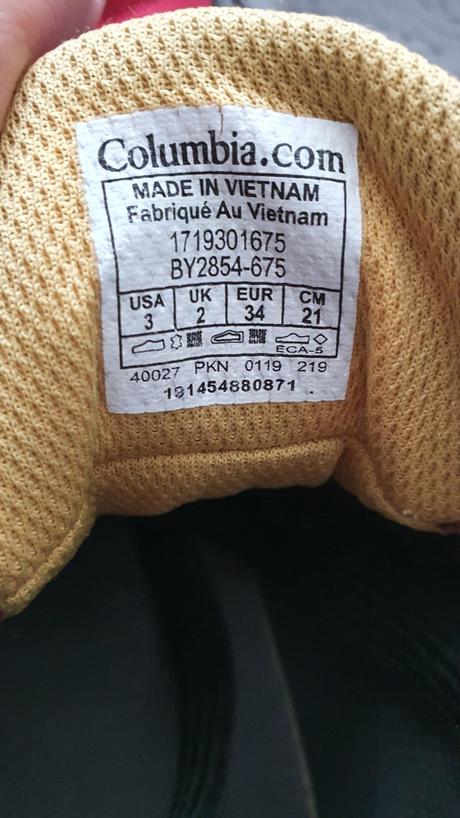 Columbia.com
MADE IN VIETNAM
Fabriqué Au Vietnam
1719301675
BY2854-675
USA UK EUR CM
3 2 34 21
ECA-5
40027 PKN 0119 219
191454880871